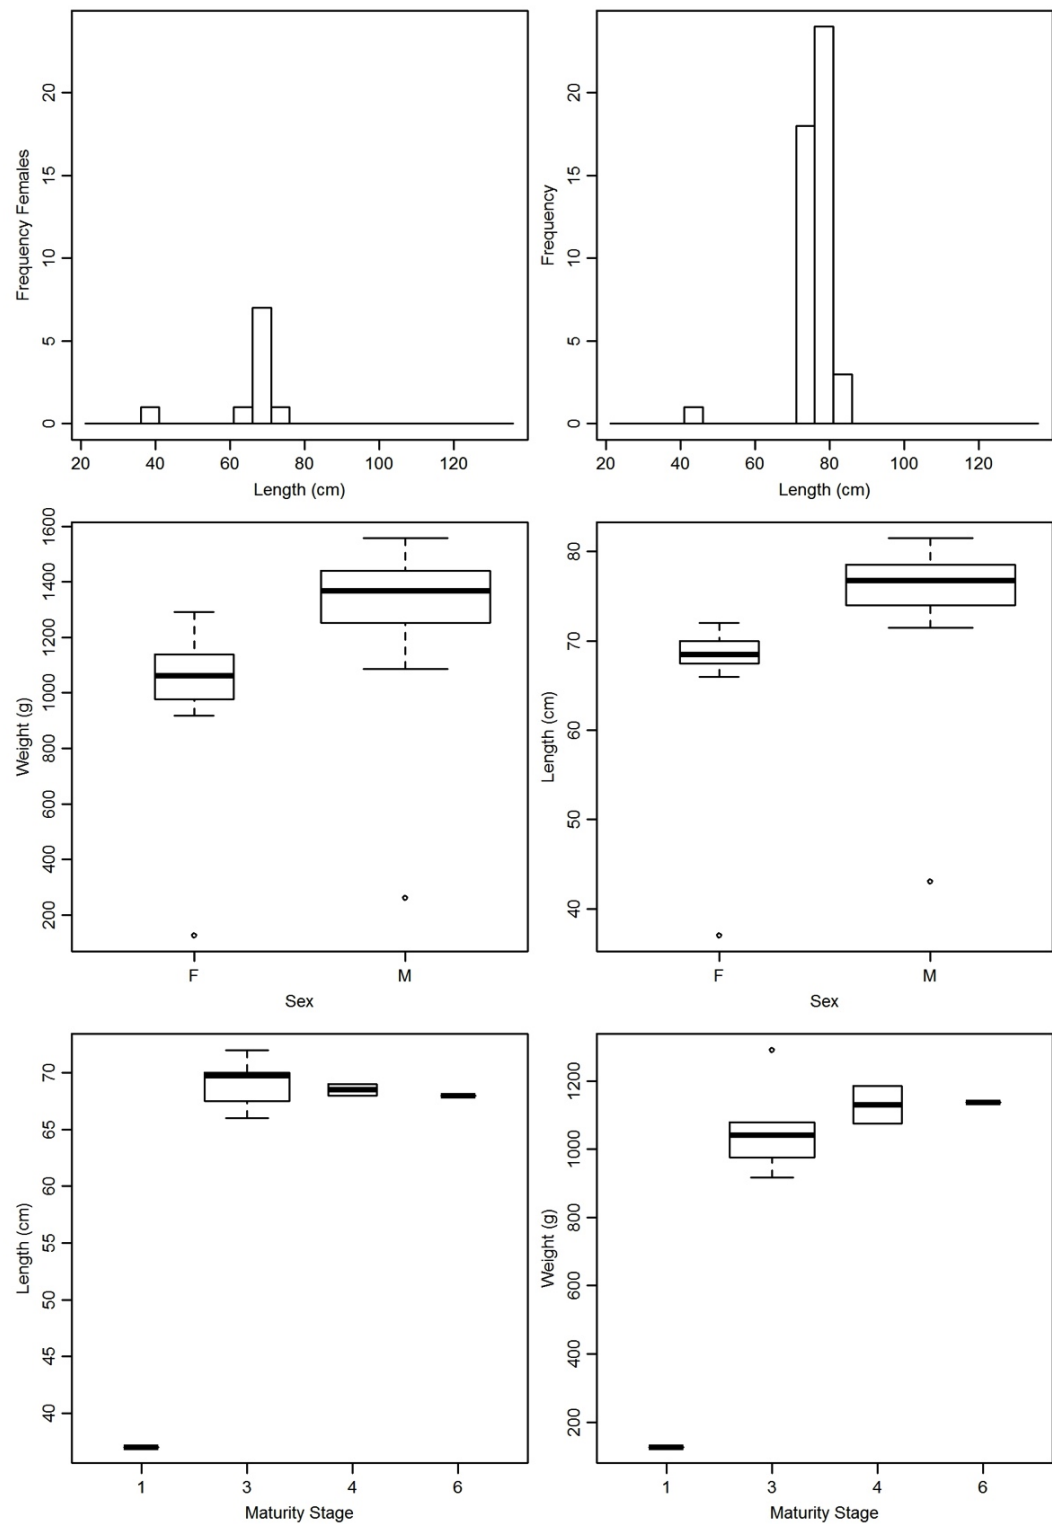 Frequency Females
0 5 10 15 20
20 40 60 80 100 120
Length (cm)
Frequency
0 5 10 15 20
20 40 60 80 100 120
Length (cm)
Weight (g)
200 400 600 800 1000 1200 1400 1600
F M
Sex
Length (cm)
40 50 60 70 80
F M
Sex
Length (cm)
40 45 50 55 60 65 70
1 3 4 6
Maturity Stage
Weight (g)
200 400 600 800 1000 1200
1 3 4 6
Maturity Stage